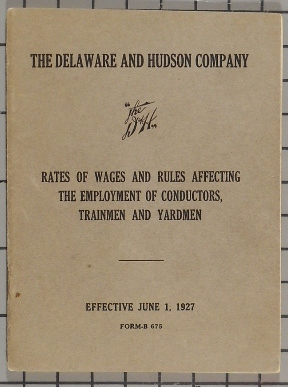 THE DELAWARE AND HUDSON COMPANY
"The
D&H"
RATES OF WAGES AND RULES AFFECTING
THE EMPLOYMENT OF CONDUCTORS,
TRAINMEN AND YARDMEN
EFFECTIVE JUNE 1, 1927
FORM-B 675